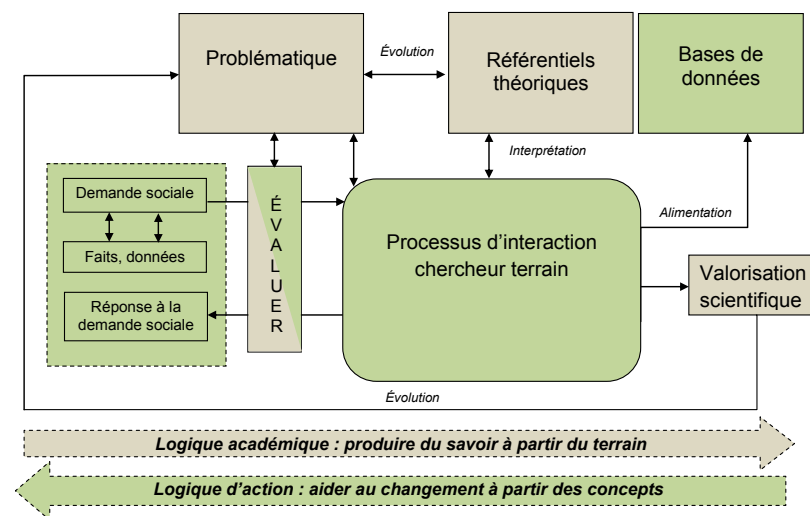 Problématique
Évolution
Référentiels
théoriques
Bases de
données
Interprétation
Demande sociale
Faits, données
Réponse à la
demande sociale
É
V
A
L
U
E
R
Processus d’interaction
chercheur terrain
Alimentation
Valorisation
scientifique
Évolution
Logique académique : produire du savoir à partir du terrain
Logique d’action : aider au changement à partir des concepts